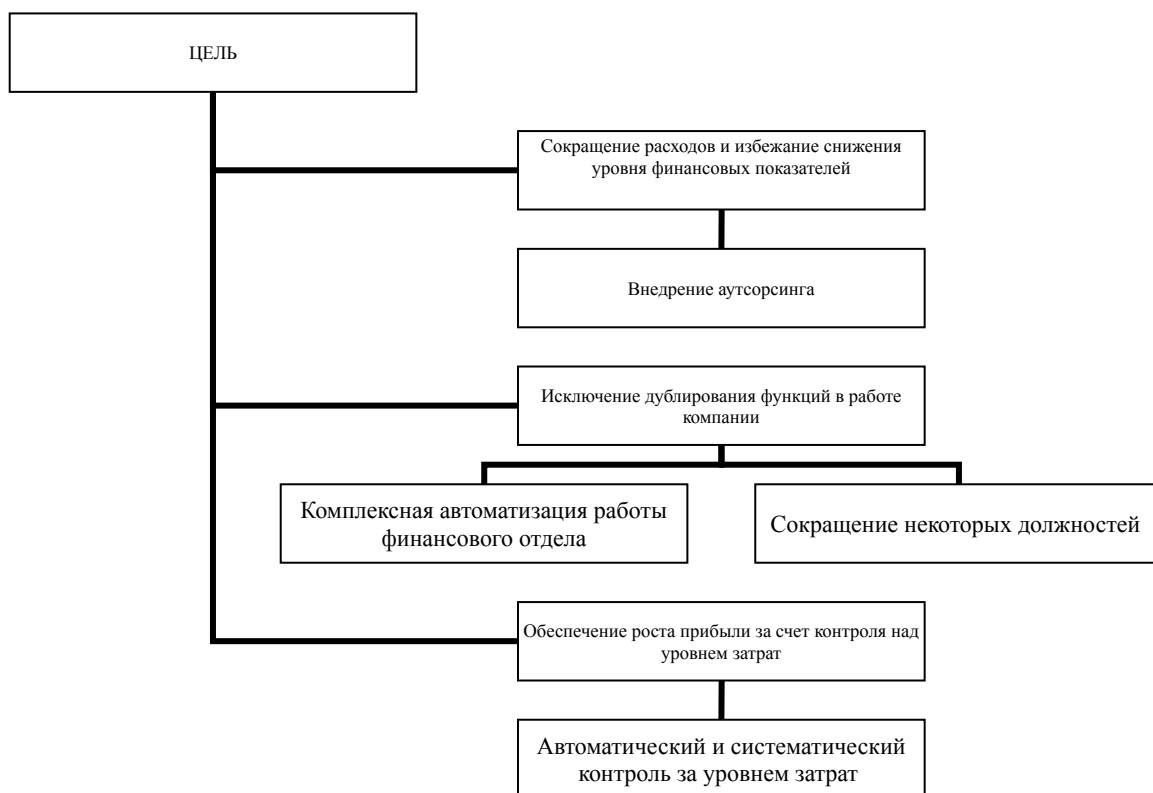 ЦЕЛЬ
Сокращение расходов и избежание снижения
уровня финансовых показателей
Внедрение аутсорсинга
Исключение дублирования функций в работе
компании
Комплексная автоматизация работы
финансового отдела
Сокращение некоторых должностей
Обеспечение роста прибыли за счет контроля над
уровнем затрат
Автоматический и систематический
контроль за уровнем затрат